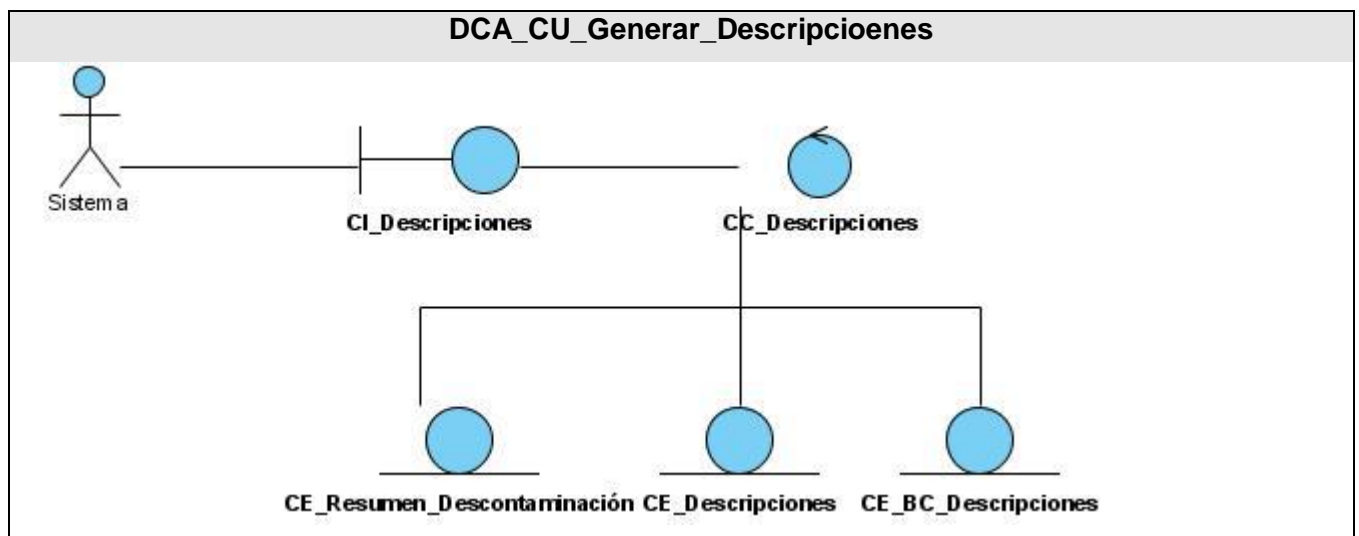 DCA_CU_Generar_Descripcioenes
Sistema
CI_Descripciones
CC_Descripciones
CE_Resumen_Descontaminación CE_Descripciones CE_BC_Descripciones